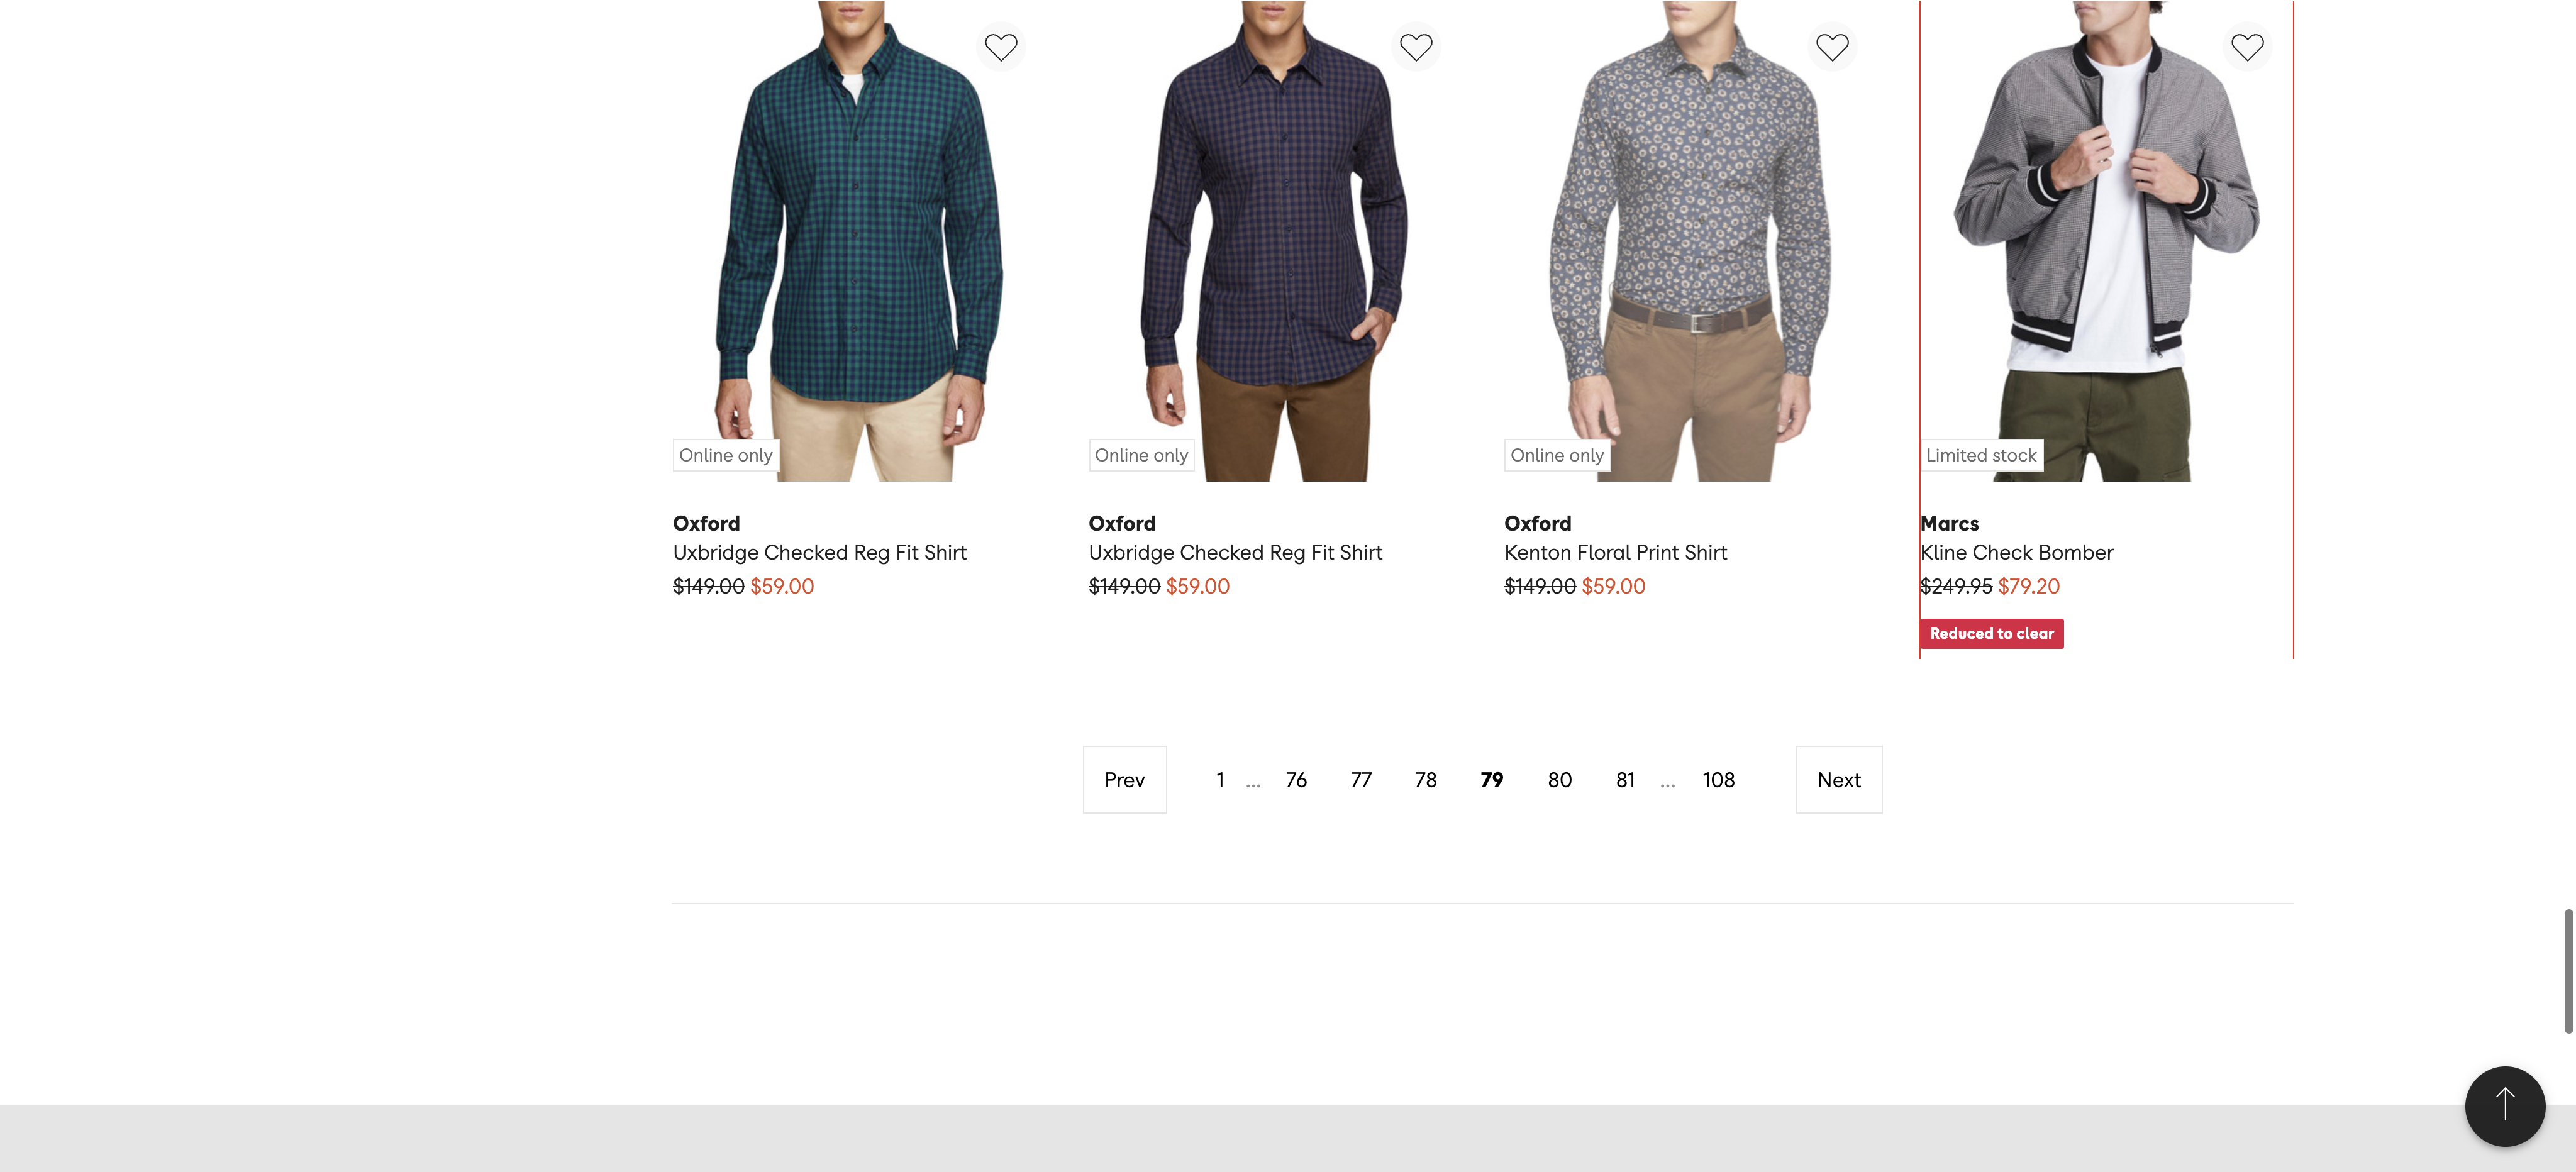 Online only
Oxford
Uxbridge Checked Reg Fit Shirt
$149.00 $59.00
Online only
Oxford
Uxbridge Checked Reg Fit Shirt
$149.00 $59.00
Online only
Oxford
Kenton Floral Print Shirt
$149.00 $59.00
Limited stock
Marcs
Kline Check Bomber
$249.95 $79.20
Reduced to clear
Prev 1 ... 76 77 78 79 80 81 ... 108 Next